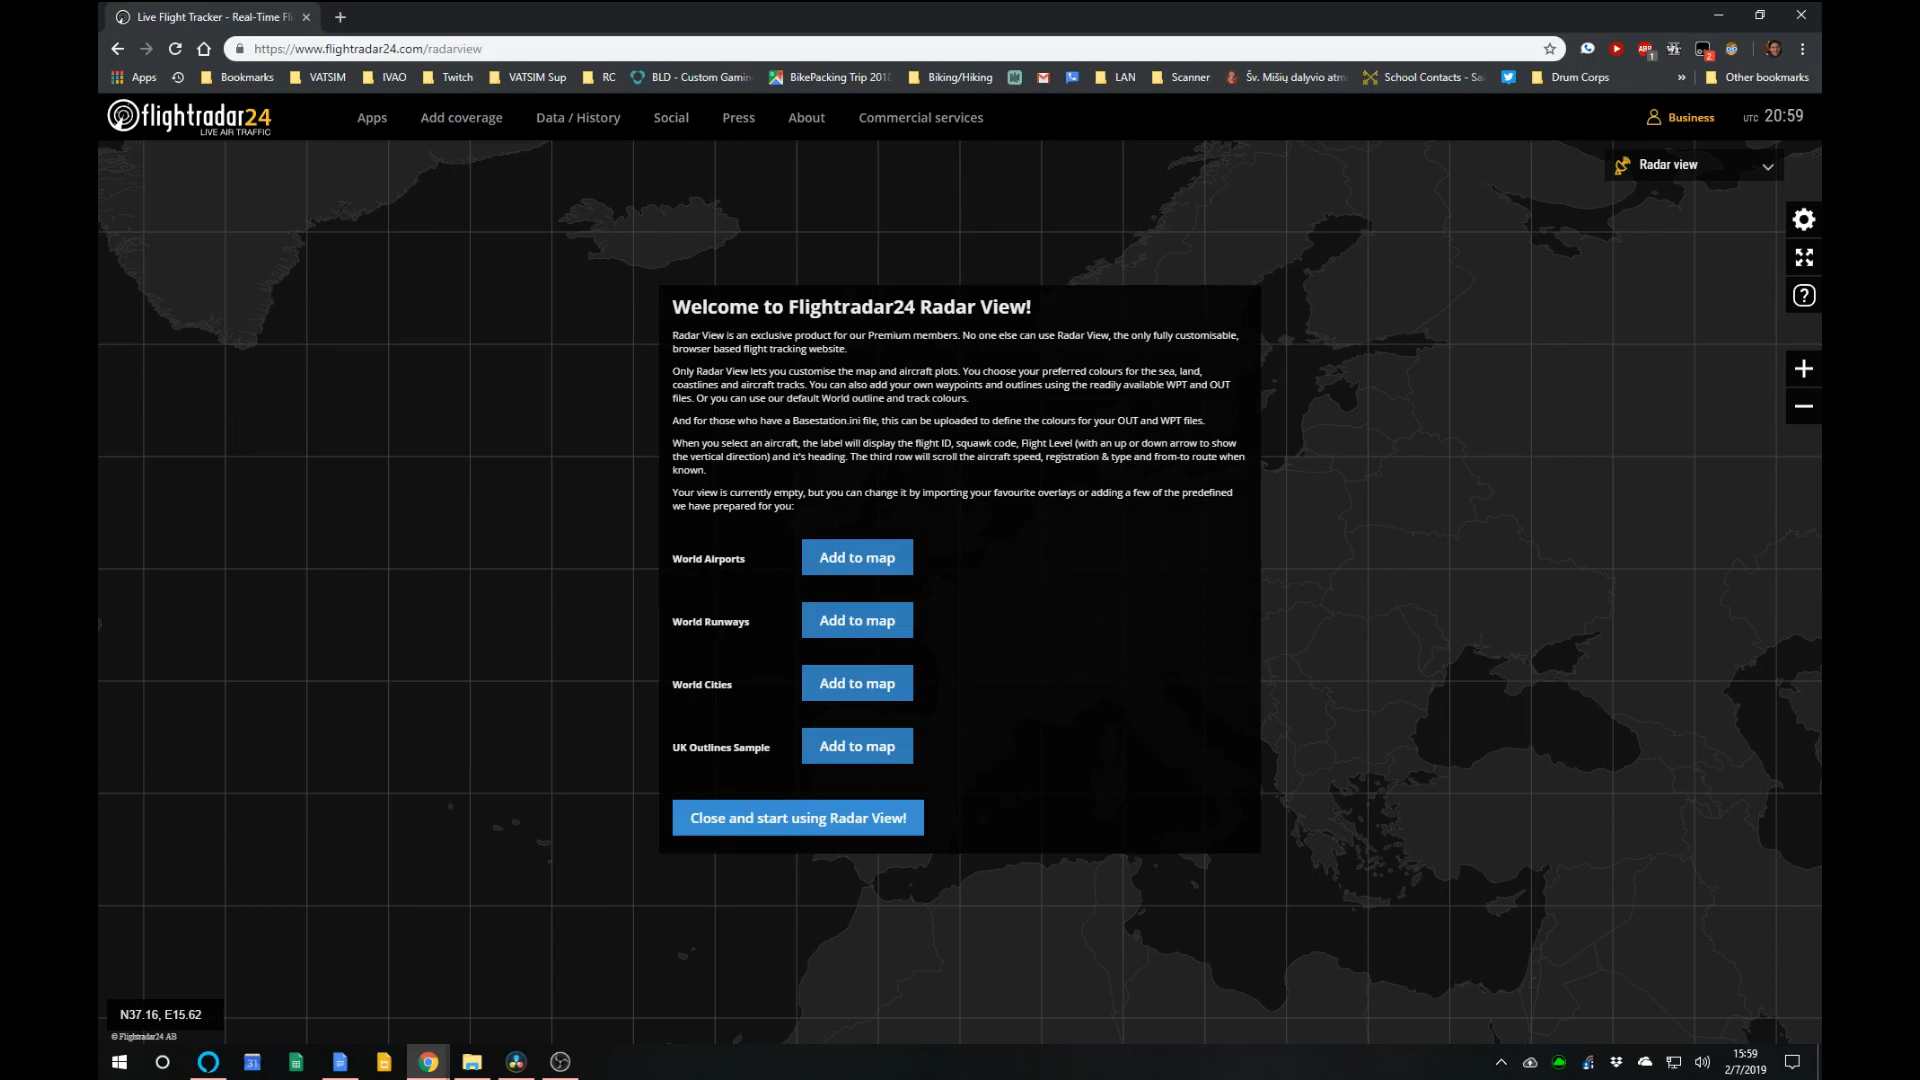 Live Flight Tracker - Real-Time Fli
https://www.flightradar24.com/radarview
ABP
1
2
Apps
Bookmarks
VATSIM
IVAO
Twitch
VATSIM Sup
RC
BLD - Custom Gamin
BikePacking Trip 2018
Biking/Hiking
LAN
Scanner
Šv. Mišių dalyvio atm
School Contacts - Sai
Drum Corps
»
Other bookmarks
flightradar24
LIVE AIR TRAFFIC
Apps
Add coverage
Data / History
Social
Press
About
Commercial services
Business
UTC 20:59
Radar view
Welcome to Flightradar24 Radar View!
Radar View is an exclusive product for our Premium members. No one else can use Radar View, the only fully customisable,
browser based flight tracking website.
Only Radar View lets you customise the map and aircraft plots. You choose your preferred colours for the sea, land,
coastlines and aircraft tracks. You can also add your own waypoints and outlines using the readily available WPT and OUT
files. Or you can use our default World outline and track colours.
And for those who have a Basestation.ini file, this can be uploaded to define the colours for your OUT and WPT files.
When you select an aircraft, the label will display the flight ID, squawk code, Flight Level (with an up or down arrow to show
the vertical direction) and it's heading. The third row will scroll the aircraft speed, registration & type and from-to route when
known.
Your view is currently empty, but you can change it by importing your favourite overlays or adding a few of the predefined
we have prepared for you:
World Airports
Add to map
World Runways
Add to map
World Cities
Add to map
UK Outlines Sample
Add to map
Close and start using Radar View!
N37.16, E15.62
© Flightradar24 AB
31
15:59
2/7/2019